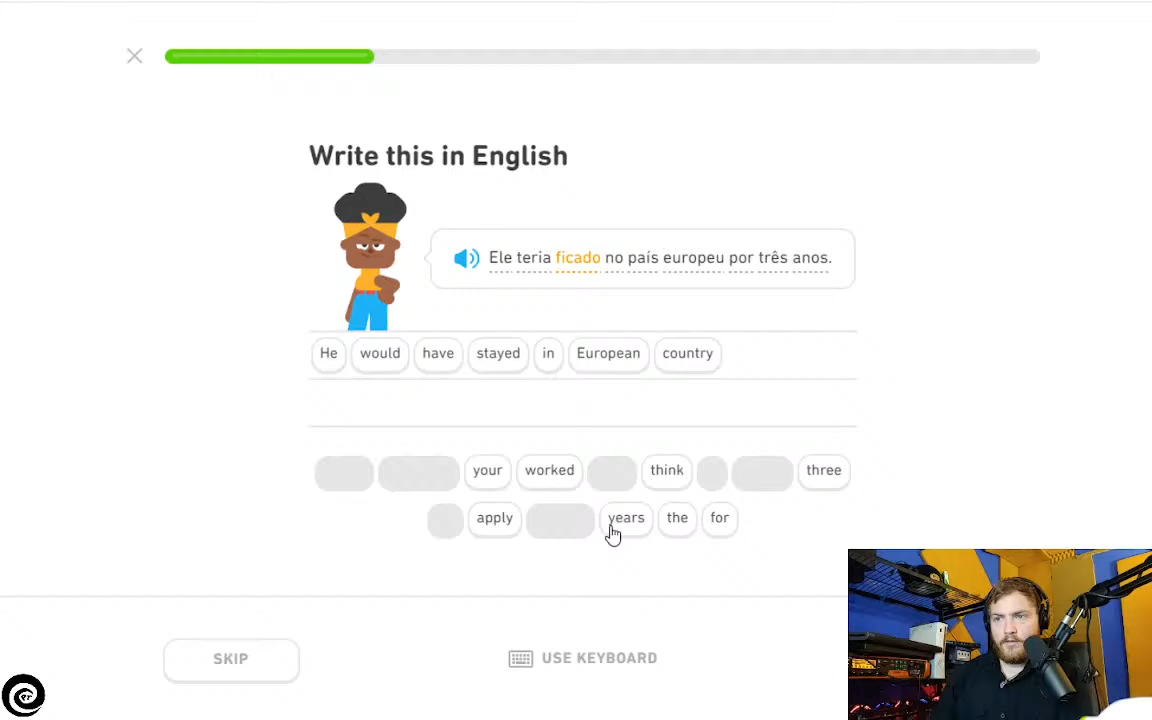 Write this in English
Ele teria ficado no país europeu por três anos.
He would have stayed in European country
your worked think three
apply years the for
SKIP
USE KEYBOARD